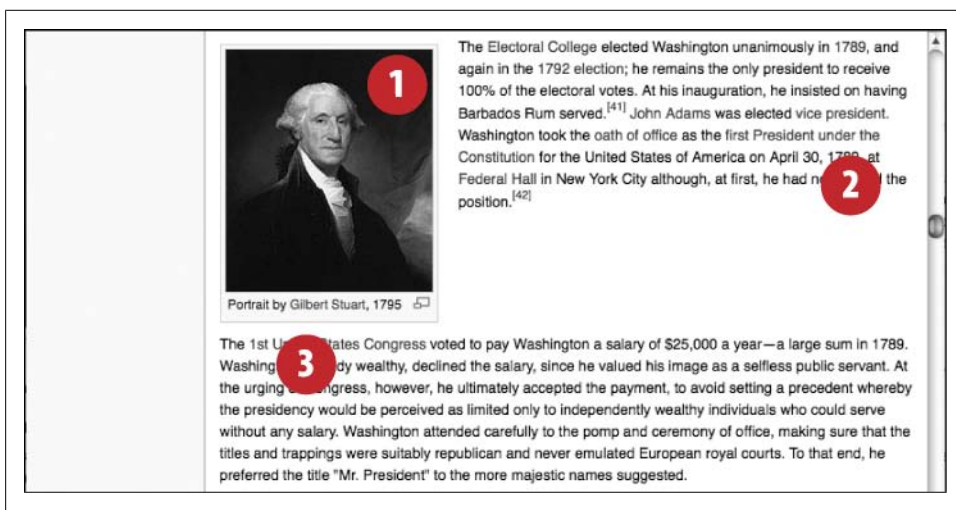 1
The Electoral College elected Washington unanimously in 1789, and
again in the 1792 election; he remains the only president to receive
100% of the electoral votes. At his inauguration, he insisted on having
Barbados Rum served.[41] John Adams was elected vice president.
Washington took the oath of office as the first President under the
Constitution for the United States of America on April 30, at
Federal Hall in New York City although, at first, he had the
position.[42]
2
Portrait by Gilbert Stuart, 1795
The 1st States Congress voted to pay Washington a salary of $25,000 a year—a large sum in 1789.
3
wealthy, declined the salary, since he valued his image as a selfless public servant. At
the urging however, he ultimately accepted the payment, to avoid setting a precedent whereby
the presidency would be perceived as limited only to independently wealthy individuals who could serve
without any salary. Washington attended carefully to the pomp and ceremony of office, making sure that the
titles and trappings were suitably republican and never emulated European royal courts. To that end, he
preferred the title "Mr. President" to the more majestic names suggested.